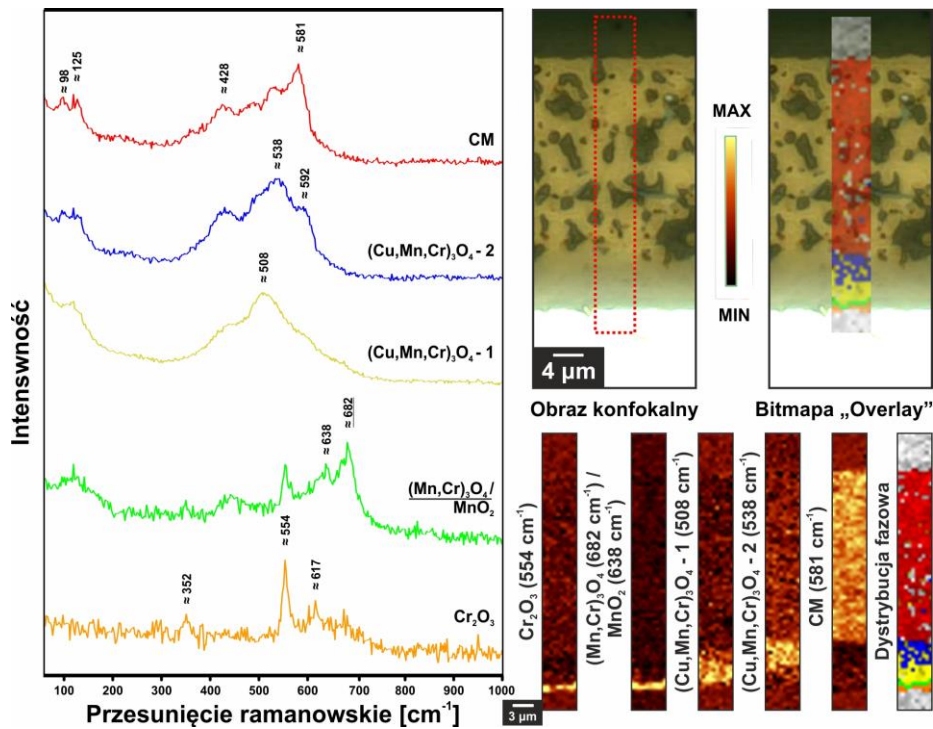 Intenswność
≈ 98
≈ 125
≈ 428
≈ 581
CM
≈ 538
≈ 592
(Cu,Mn,Cr)₃O₄ - 2
≈ 508
(Cu,Mn,Cr)₃O₄ - 1
≈ 638
≈ 682
(Mn,Cr)₃O₄/
MnO₂
≈ 352
≈ 554
≈ 617
Cr₂O₃
100 200 300 400 500 600 700 800 900 1000
Przesunięcie ramanowskie [cm⁻¹]
4 µm
MAX
MIN
Obraz konfokalny
Bitmapa „Overlay”
Cr₂O₃ (554 cm⁻¹)
(Mn,Cr)₃O₄ (682 cm⁻¹) /
MnO₂ (638 cm⁻¹)
(Cu,Mn,Cr)₃O₄ - 1 (508 cm⁻¹)
(Cu,Mn,Cr)₃O₄ - 2 (538 cm⁻¹)
CM (581 cm⁻¹)
Dystrybucja fazowa
3 µm